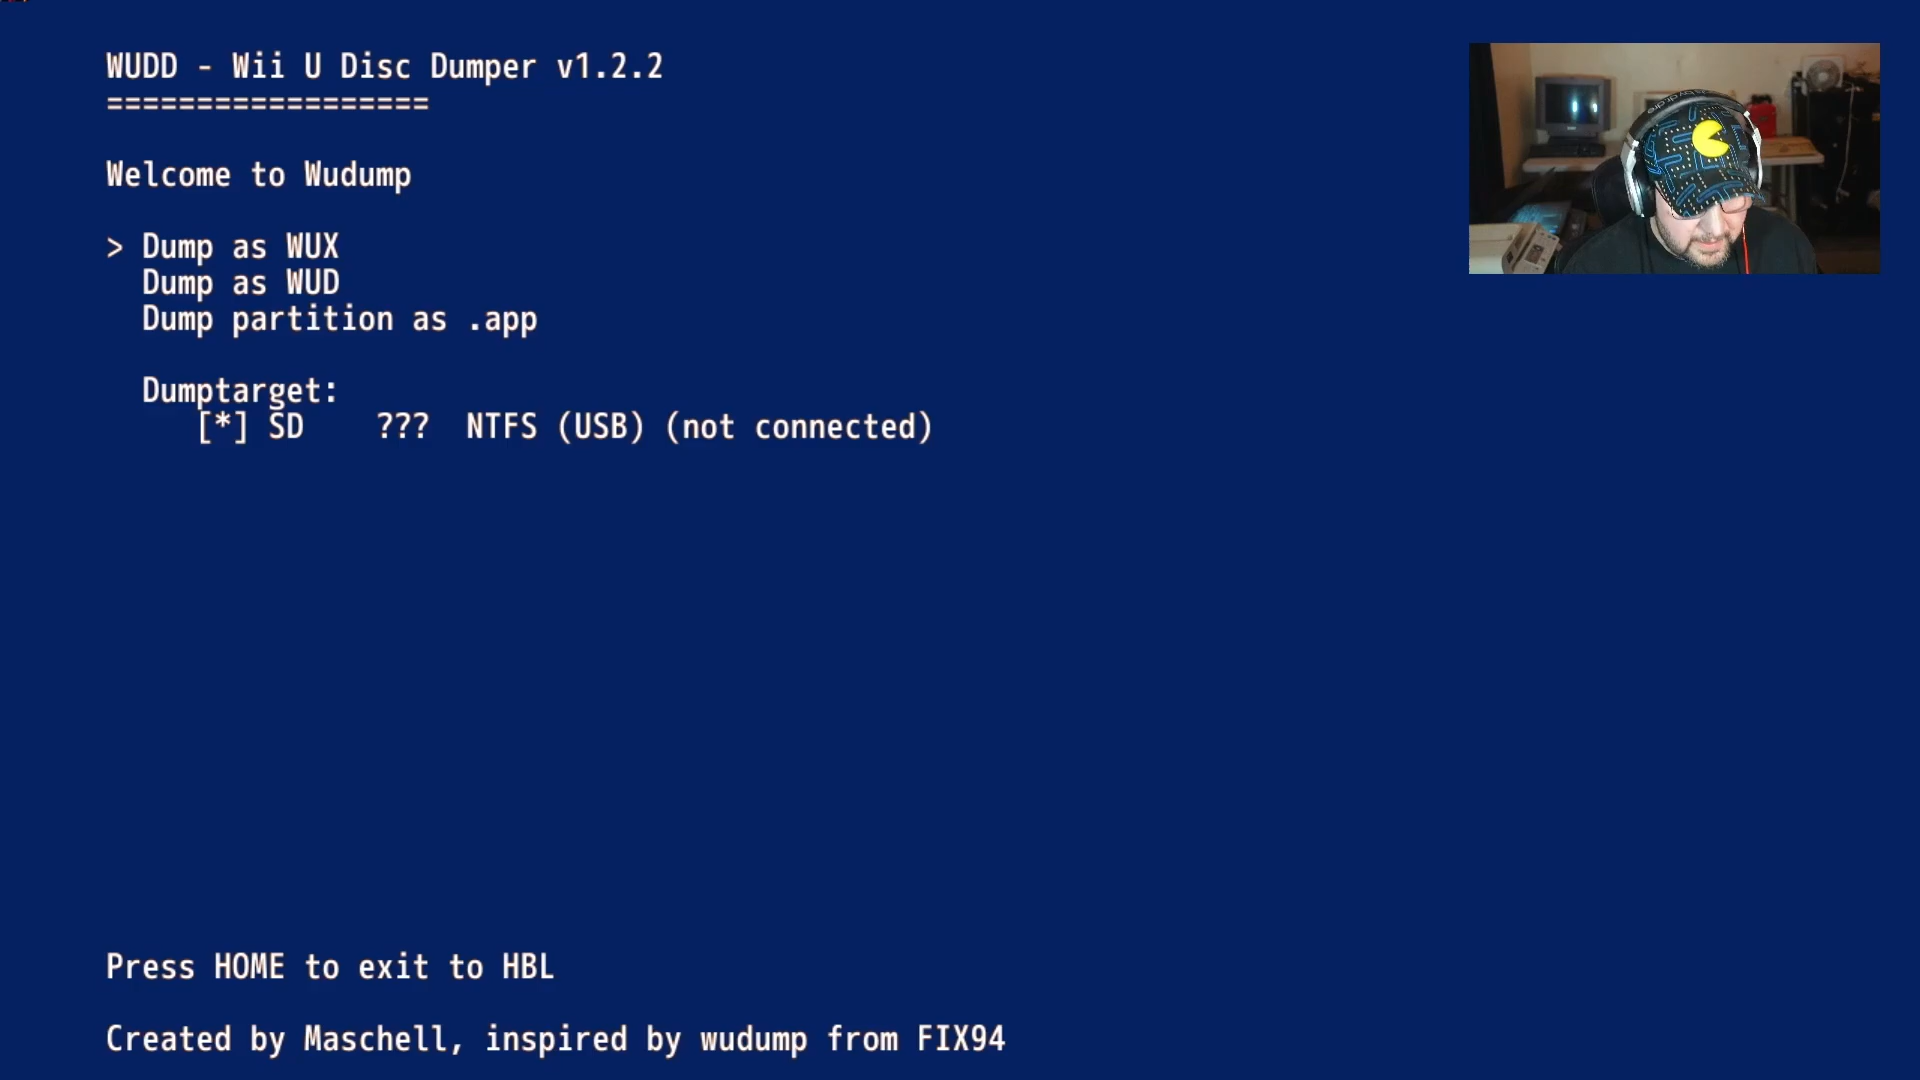 WUDD - Wii U Disc Dumper v1.2.2
==================
Welcome to Wudump
> Dump as WUX
Dump as WUD
Dump partition as .app
Dumptarget:
[*] SD ??? NTFS (USB) (not connected)
Press HOME to exit to HBL
Created by Maschell, inspired by wudump from FIX94